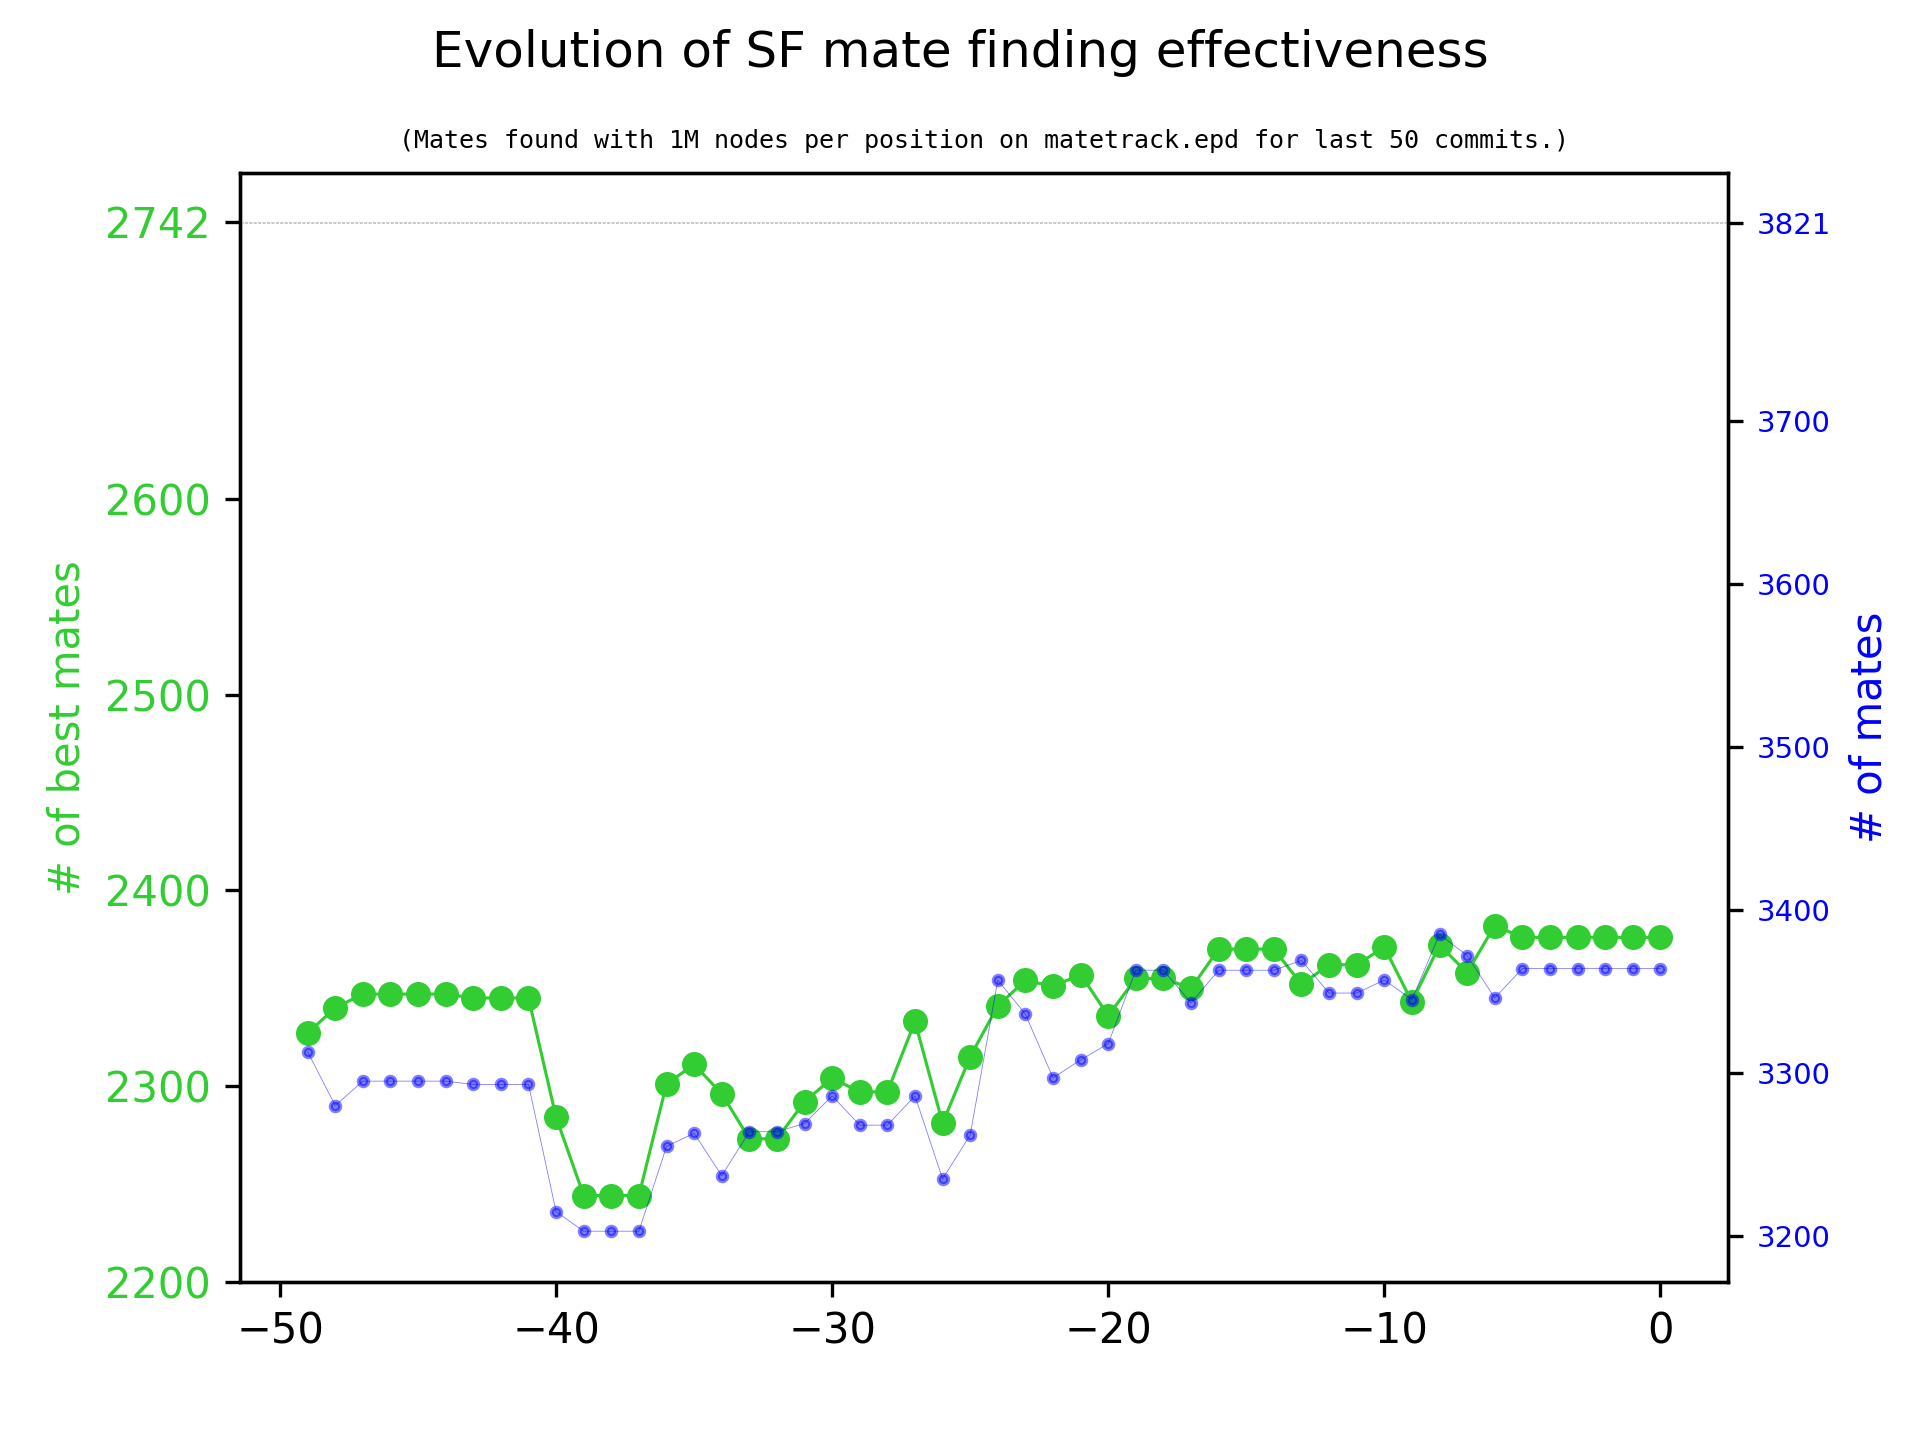 Evolution of SF mate finding effectiveness
(Mates found with 1M nodes per position on matetrack.epd for last 50 commits.)
# of best mates
2742
2600
2500
2400
2300
2200
3821
3700
3600
3500
3400
3300
3200
# of mates
−50 −40 −30 −20 −10 0